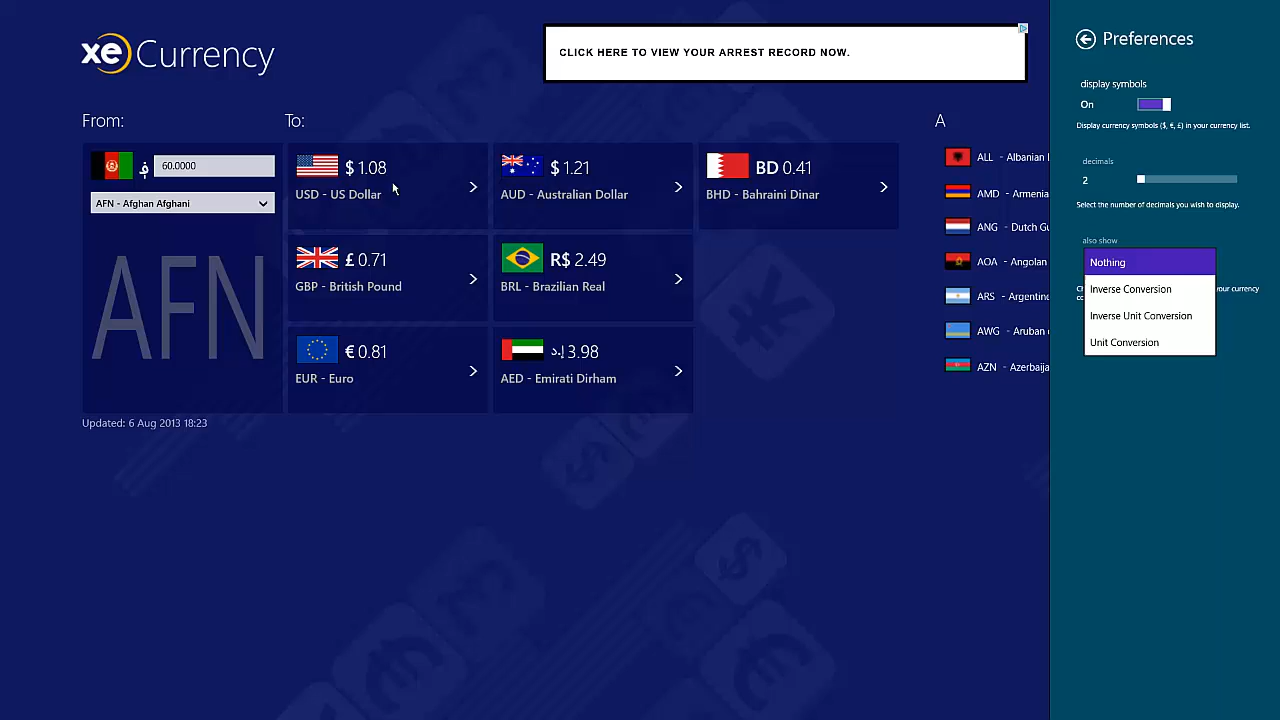 xe Currency
CLICK HERE TO VIEW YOUR ARREST RECORD NOW.
From:
To:
؋ 60.0000
AFN - Afghan Afghani
AFN
Updated: 6 Aug 2013 18:23
$ 1.08
USD - US Dollar
$ 1.21
AUD - Australian Dollar
BD 0.41
BHD - Bahraini Dinar
£ 0.71
GBP - British Pound
R$ 2.49
BRL - Brazilian Real
€ 0.81
EUR - Euro
د.إ 3.98
AED - Emirati Dirham
A
ALL - Albanian
AMD - Armenia
ANG - Dutch Gu
AOA - Angolan
ARS - Argentine
AWG - Aruban
AZN - Azerbaija
Preferences
display symbols
On
Display currency symbols ($, €, £) in your currency list.
decimals
2
Select the number of decimals you wish to display.
also show
Nothing
Inverse Conversion
Inverse Unit Conversion
Unit Conversion
your currency